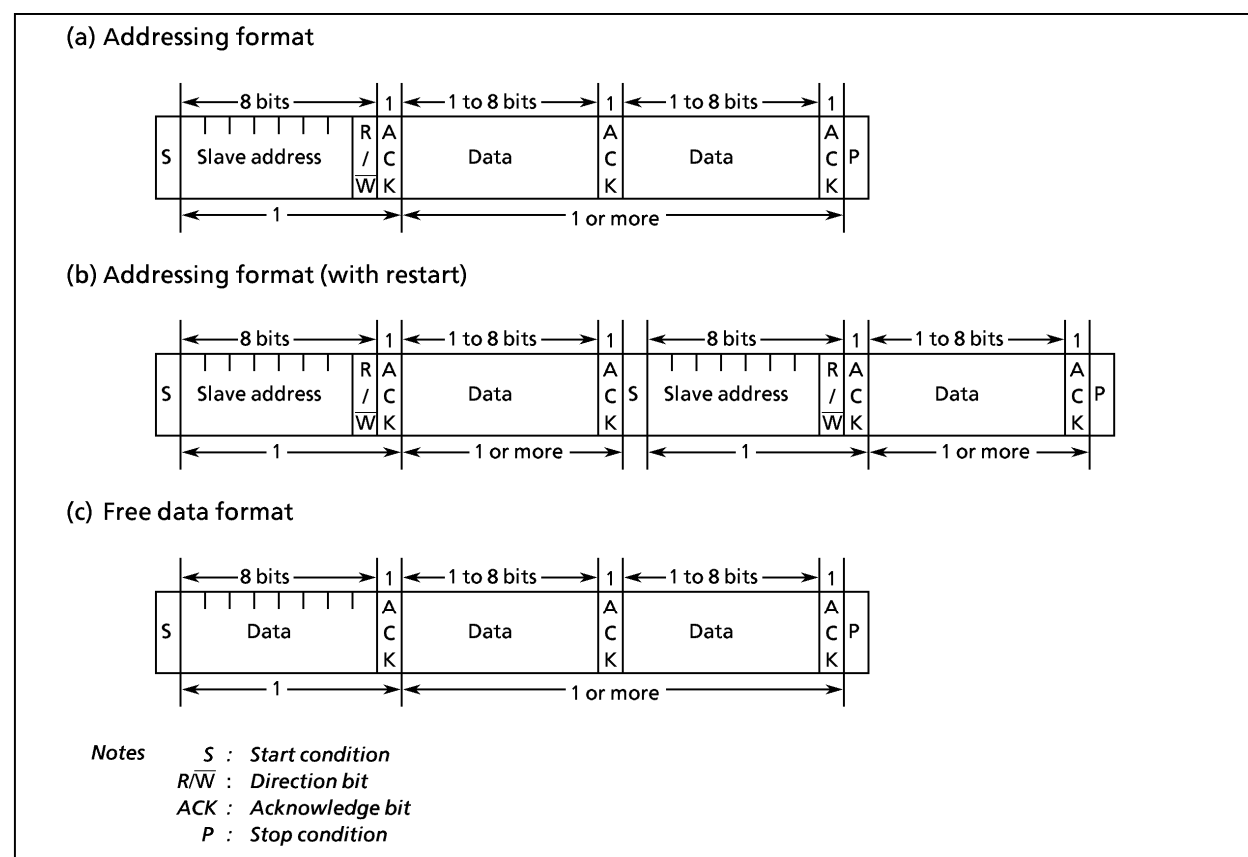 (a) Addressing format
8 bits 1 1 to 8 bits 1 1 to 8 bits 1
S Slave address R/W̅ ACK Data ACK Data ACK P
1 1 or more
(b) Addressing format (with restart)
8 bits 1 1 to 8 bits 1 8 bits 1 1 to 8 bits 1
S Slave address R/W̅ ACK Data ACK S Slave address R/W̅ ACK Data ACK P
1 1 or more 1 1 or more
(c) Free data format
8 bits 1 1 to 8 bits 1 1 to 8 bits 1
S Data ACK Data ACK Data ACK P
1 1 or more
Notes S : Start condition
R/W̅ : Direction bit
ACK : Acknowledge bit
P : Stop condition